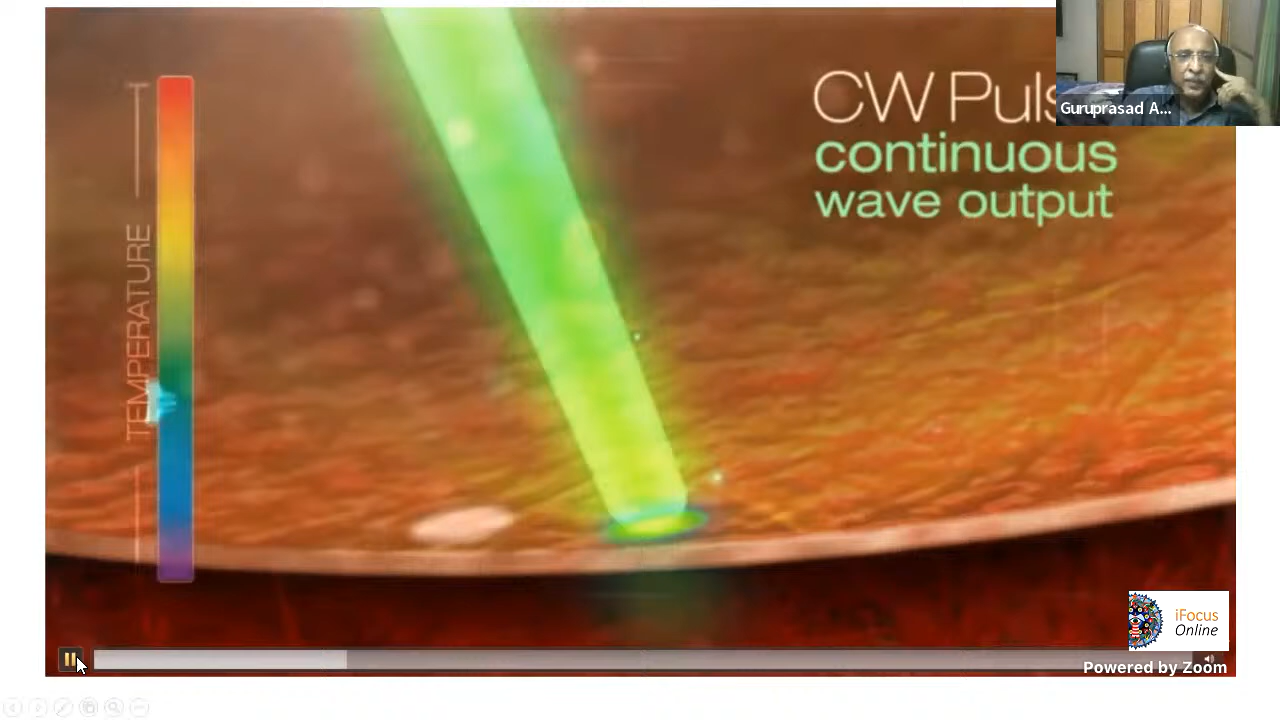 CW Puls
continuous
wave output
TEMPERATURE
Guruprasad A...
iFocus
Online
Powered by Zoom